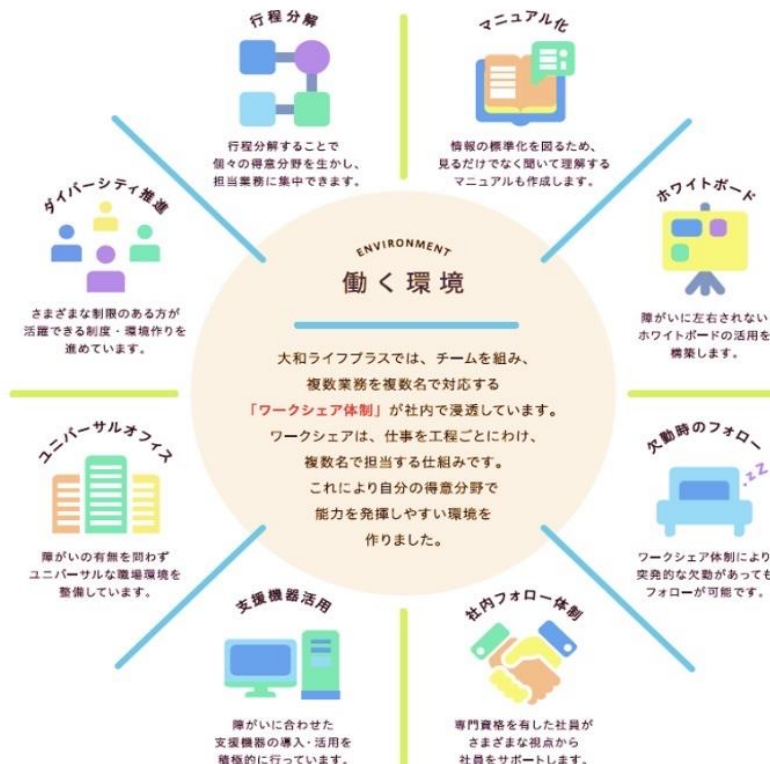 行程分解
行程分解することで
個々の得意分野を生かし、
担当業務に集中できます。
マニュアル化
情報の標準化を図るため、
見るだけでなく聞いて理解する
マニュアルも作成します。
ダイバーシティ推進
さまざまな制限のある方が
活躍できる制度・環境作りを
進めています。
ホワイトボード
障がいに左右されない
ホワイトボードの活用を
構築します。
ENVIRONMENT
働く環境
大和ライフプラスでは、チームを組み、
複数業務を複数名で対応する
「ワークシェア体制」が社内で浸透しています。
ワークシェアは、仕事を工程ごとにわけ、
複数名で担当する仕組みです。
これにより自分の得意分野で
能力を発揮しやすい環境を
作りました。
ユニバーサルオフィス
障がいの有無を問わず
ユニバーサルな職場環境を
整備しています。
欠勤時のフォロー
zZZ
ワークシェア体制により
突発的な欠勤があっても
フォローが可能です。
支援機器活用
障がいに合わせた
支援機器の導入・活用を
積極的に行っています。
社内フォロー体制
専門資格を有した社員が
さまざまな視点から
社員をサポートします。